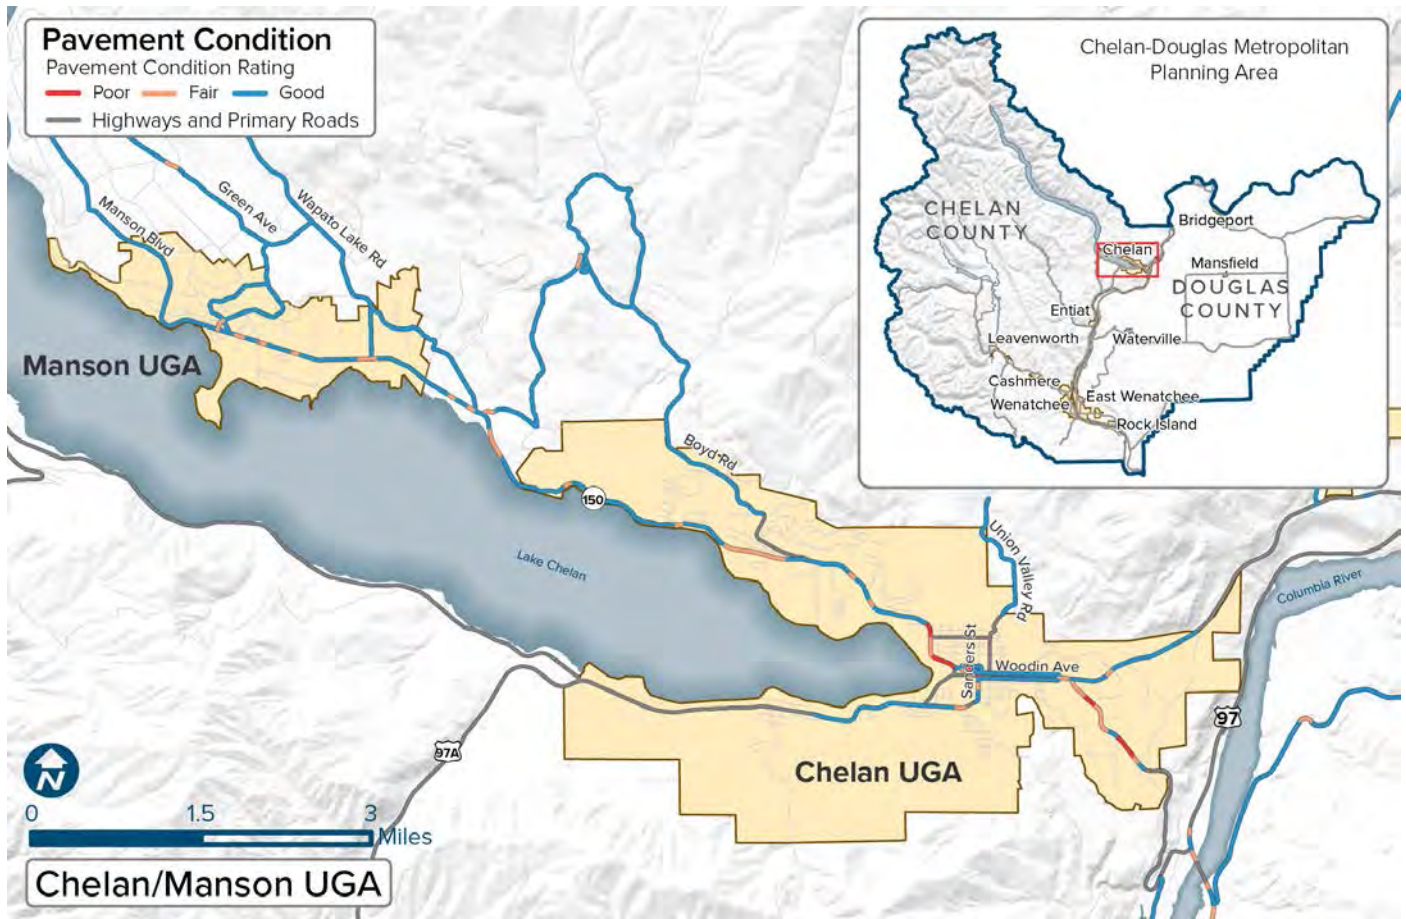 Pavement Condition
Pavement Condition Rating
Poor Fair Good
Highways and Primary Roads
Chelan-Douglas Metropolitan
Planning Area
CHELAN
COUNTY
Bridgeport
Chelan
Mansfield
DOUGLAS
COUNTY
Entiat
Leavenworth
Waterville
Cashmere
East Wenatchee
Wenatchee
Rock Island
Manson Blvd
Green Ave
Wapato Lake Rd
Manson UGA
Boyd Rd
150
Lake Chelan
Union Valley Rd
Columbia River
Sanders St
Woodin Ave
97
97A
Chelan UGA
N
0 1.5 3
Miles
Chelan/Manson UGA